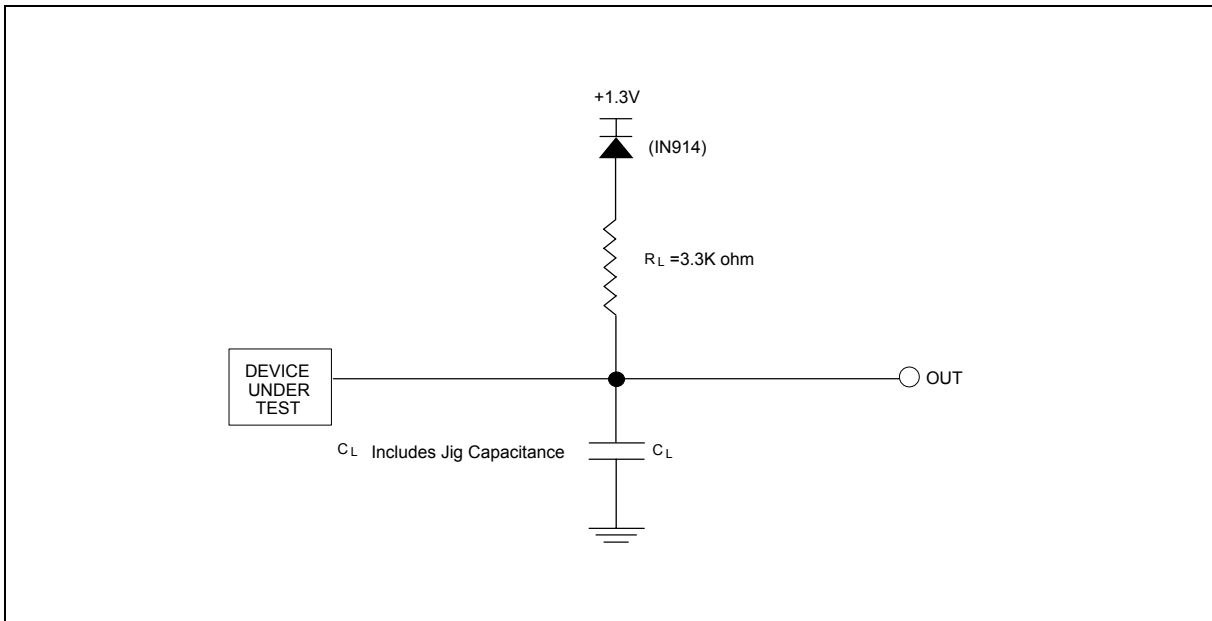 +1.3V
(IN914)
RL =3.3K ohm
DEVICE
UNDER
TEST
OUT
CL Includes Jig Capacitance
CL